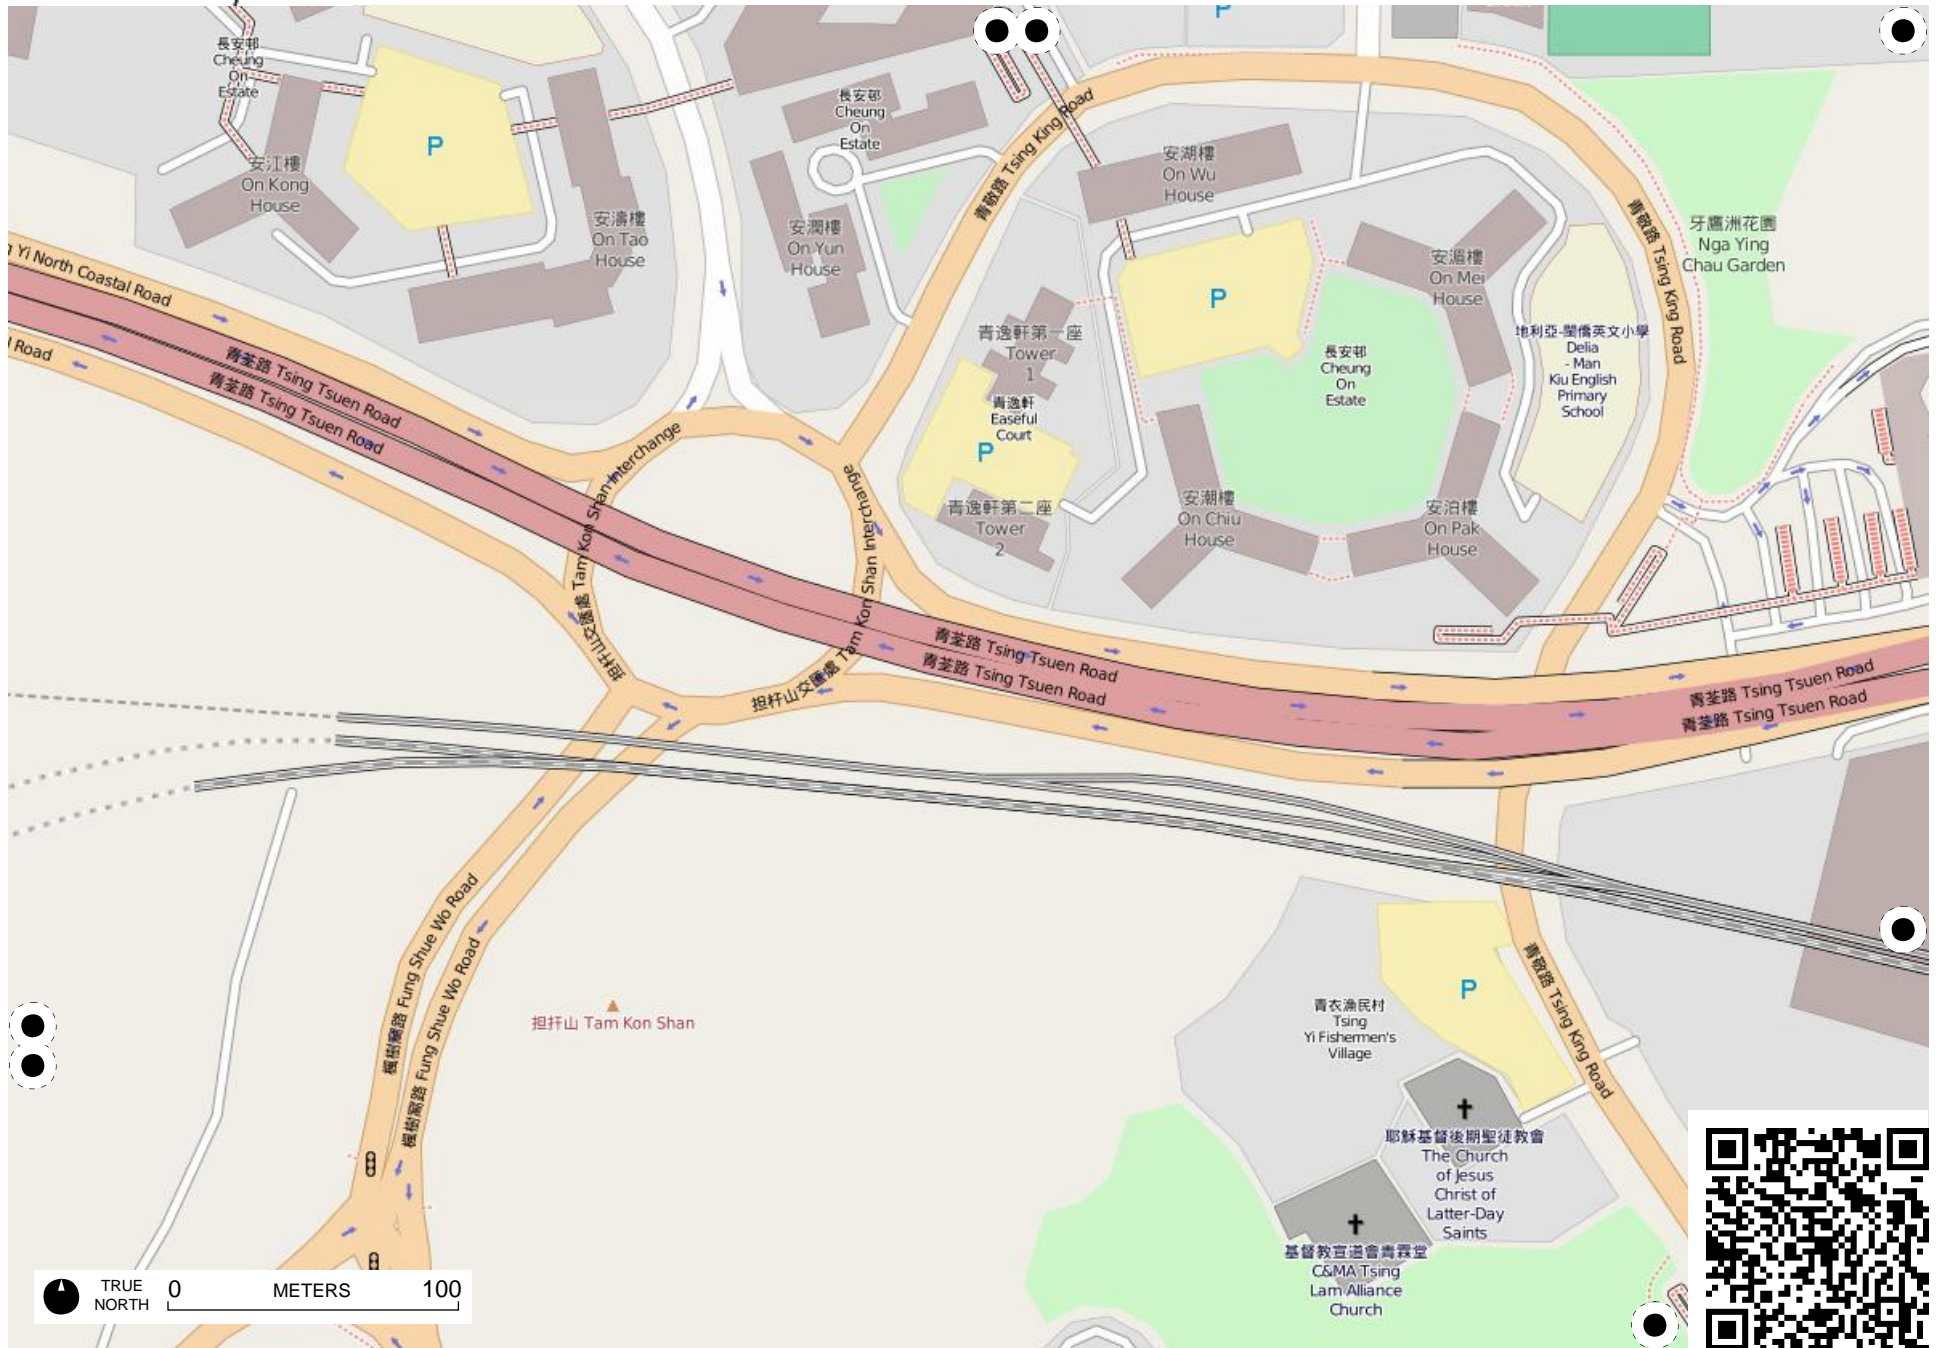 長安邨
Cheung
On
Estate
P
P
長安邨
Cheung
On
Estate
安江樓
On Kong
House
安濤樓
On Tao
House
安潤樓
On Yun
House
安湖樓
On Wu
House
安湄樓
On Mei
House
牙鷹洲花園
Nga Ying
Chau Garden
青敬路 Tsing King Road
青敬路 Tsing King Road
Yi North Coastal Road
Road
P
青逸軒第一座
Tower
1
青逸軒
Easeful
Court
P
青逸軒第二座
Tower
2
長安邨
Cheung
On
Estate
地利亞-閩僑英文小學
Delia
- Man
Kiu English
Primary
School
安潮樓
On Chiu
House
安泊樓
On Pak
House
青荃路 Tsing Tsuen Road
青荃路 Tsing Tsuen Road
担杆山交匯處 Tam Kon Shan Interchange
担杆山交匯處 Tam Kon Shan Interchange
青荃路 Tsing Tsuen Road
青荃路 Tsing Tsuen Road
青荃路 Tsing Tsuen Road
青荃路 Tsing Tsuen Road
楓樹窩路 Fung Shue Wo Road
楓樹窩路 Fung Shue Wo Road
担扞山 Tam Kon Shan
青敬路 Tsing King Road
P
青衣漁民村
Tsing
Yi Fishermen's
Village
耶穌基督後期聖徒教會
The Church
of Jesus
Christ of
Latter-Day
Saints
基督教宣道會青霖堂
C&MA Tsing
Lam Alliance
Church
TRUE
NORTH
0 METERS 100